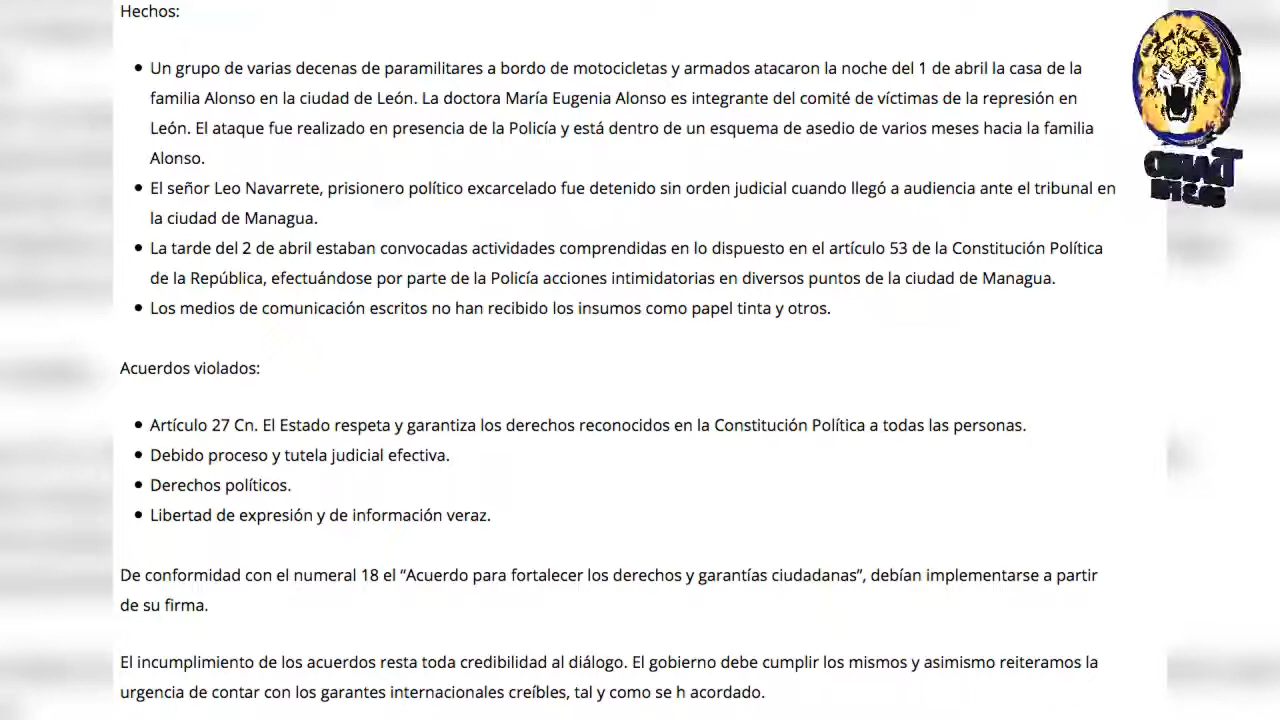 Hechos:
Un grupo de varias decenas de paramilitares a bordo de motocicletas y armados atacaron la noche del 1 de abril la casa de la
familia Alonso en la ciudad de León. La doctora María Eugenia Alonso es integrante del comité de víctimas de la represión en
León. El ataque fue realizado en presencia de la Policía y está dentro de un esquema de asedio de varios meses hacia la familia
Alonso.
El señor Leo Navarrete, prisionero político excarcelado fue detenido sin orden judicial cuando llegó a audiencia ante el tribunal en
la ciudad de Managua.
La tarde del 2 de abril estaban convocadas actividades comprendidas en lo dispuesto en el artículo 53 de la Constitución Política
de la República, efectuándose por parte de la Policía acciones intimidatorias en diversos puntos de la ciudad de Managua.
Los medios de comunicación escritos no han recibido los insumos como papel tinta y otros.
Acuerdos violados:
Artículo 27 Cn. El Estado respeta y garantiza los derechos reconocidos en la Constitución Política a todas las personas.
Debido proceso y tutela judicial efectiva.
Derechos políticos.
Libertad de expresión y de información veraz.
De conformidad con el numeral 18 el “Acuerdo para fortalecer los derechos y garantías ciudadanas”, debían implementarse a partir
de su firma.
El incumplimiento de los acuerdos resta toda credibilidad al diálogo. El gobierno debe cumplir los mismos y asimismo reiteramos la
urgencia de contar con los garantes internacionales creíbles, tal y como se h acordado.